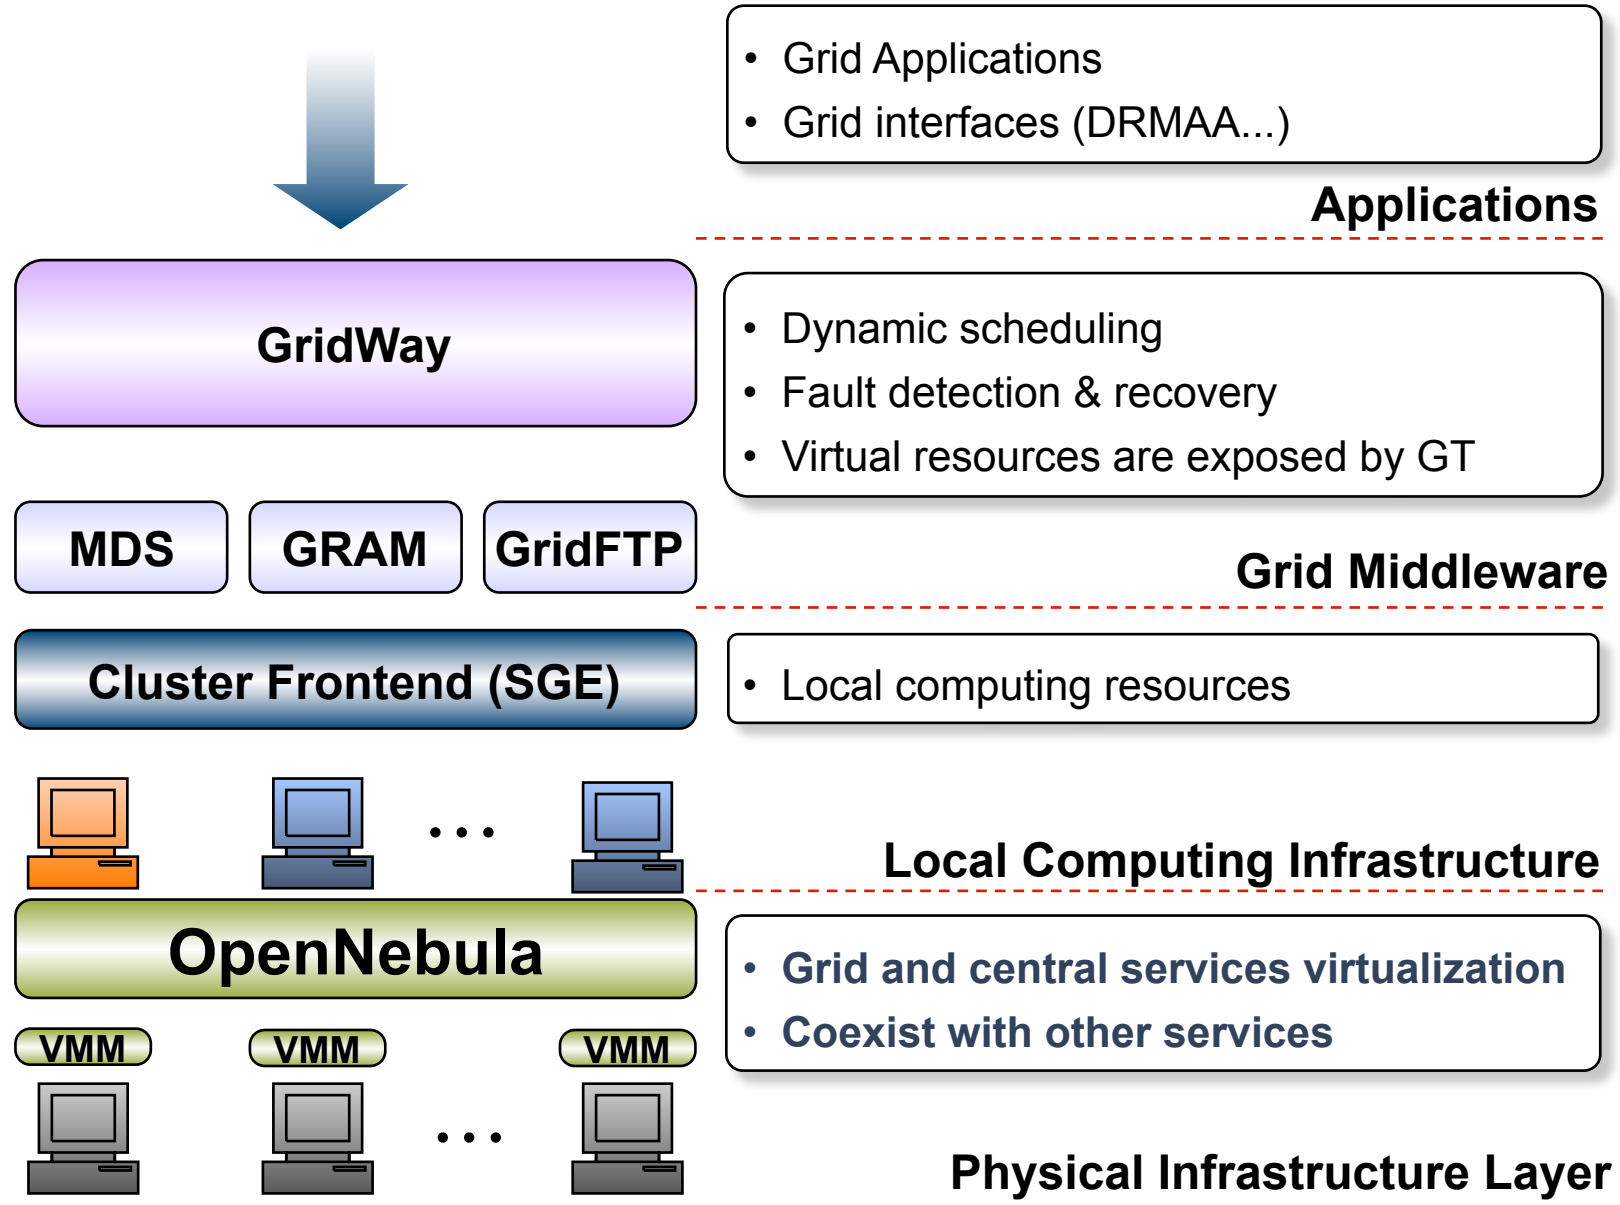 • Grid Applications
• Grid interfaces (DRMAA...)
Applications
GridWay
• Dynamic scheduling
• Fault detection & recovery
• Virtual resources are exposed by GT
MDS
GRAM
GridFTP
Grid Middleware
Cluster Frontend (SGE)
• Local computing resources
...
Local Computing Infrastructure
OpenNebula
• Grid and central services virtualization
• Coexist with other services
VMM
VMM
VMM
...
Physical Infrastructure Layer